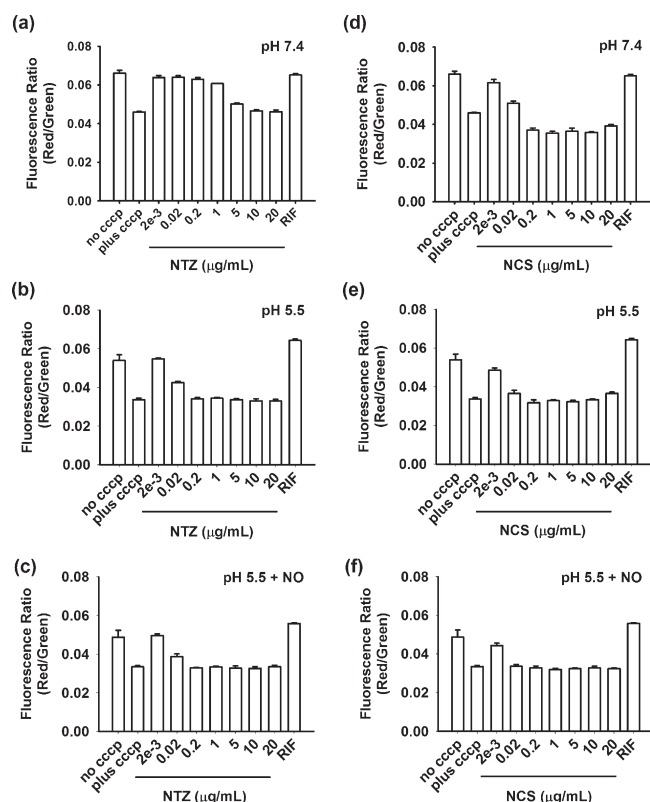 (a)
pH 7.4
Fluorescence Ratio
(Red/Green)
0.08
0.06
0.04
0.02
0.00
no cccp
plus cccp
2e-3
0.02
0.2
1
5
10
20
RIF
NTZ (μg/mL)
(d)
pH 7.4
Fluorescence Ratio
(Red/Green)
0.08
0.06
0.04
0.02
0.00
no cccp
plus cccp
2e-3
0.02
0.2
1
5
10
20
RIF
NCS (μg/mL)
(b)
pH 5.5
Fluorescence Ratio
(Red/Green)
0.08
0.06
0.04
0.02
0.00
no cccp
plus cccp
2e-3
0.02
0.2
1
5
10
20
RIF
NTZ (μg/mL)
(e)
pH 5.5
Fluorescence Ratio
(Red/Green)
0.08
0.06
0.04
0.02
0.00
no cccp
plus cccp
2e-3
0.02
0.2
1
5
10
20
RIF
NCS (μg/mL)
(c)
pH 5.5 + NO
Fluorescence Ratio
(Red/Green)
0.08
0.06
0.04
0.02
0.00
no cccp
plus cccp
2e-3
0.02
0.2
1
5
10
20
RIF
NTZ (μg/mL)
(f)
pH 5.5 + NO
Fluorescence Ratio
(Red/Green)
0.08
0.06
0.04
0.02
0.00
no cccp
plus cccp
2e-3
0.02
0.2
1
5
10
20
RIF
NCS (μg/mL)